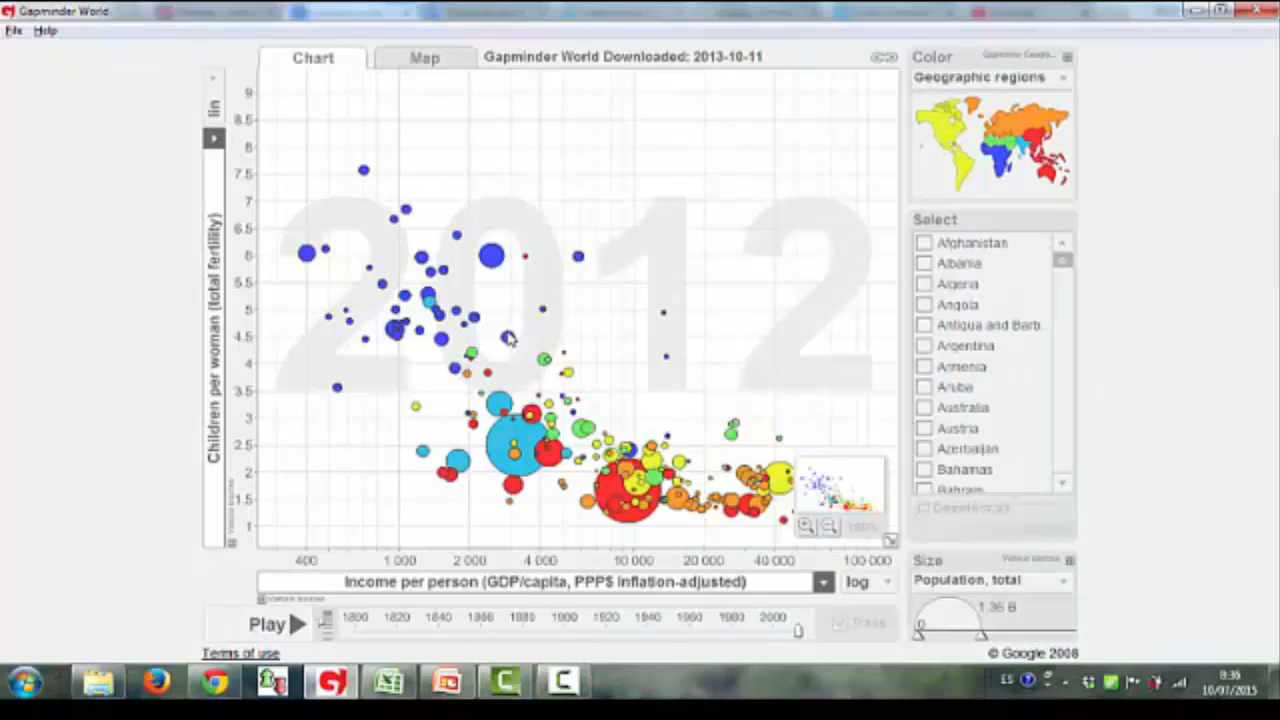 Gapminder World
File Help
Chart
Map
Gapminder World Downloaded: 2013-10-11
Color
Geographic regions
lin
Children per woman (total fertility)
9
8.5
8
7.5
7
6.5
6
5.5
5
4.5
4
3.5
3
2.5
2
1.5
1
2012
Select
Afghanistan
Albania
Algeria
Angola
Antigua and Barb.
Argentina
Armenia
Aruba
Australia
Austria
Azerbaijan
Bahamas
Bahrain
Deselect all
100%
400 1 000 2 000 4 000 10 000 20 000 40 000 100 000
Income per person (GDP/capita, PPP$ inflation-adjusted)
log
Size
Population, total
1.36 B
0
Play
1800 1820 1840 1860 1880 1900 1920 1940 1960 1980 2000
Trails
Terms of use
© Google 2008
ES
8:36
10/07/2015